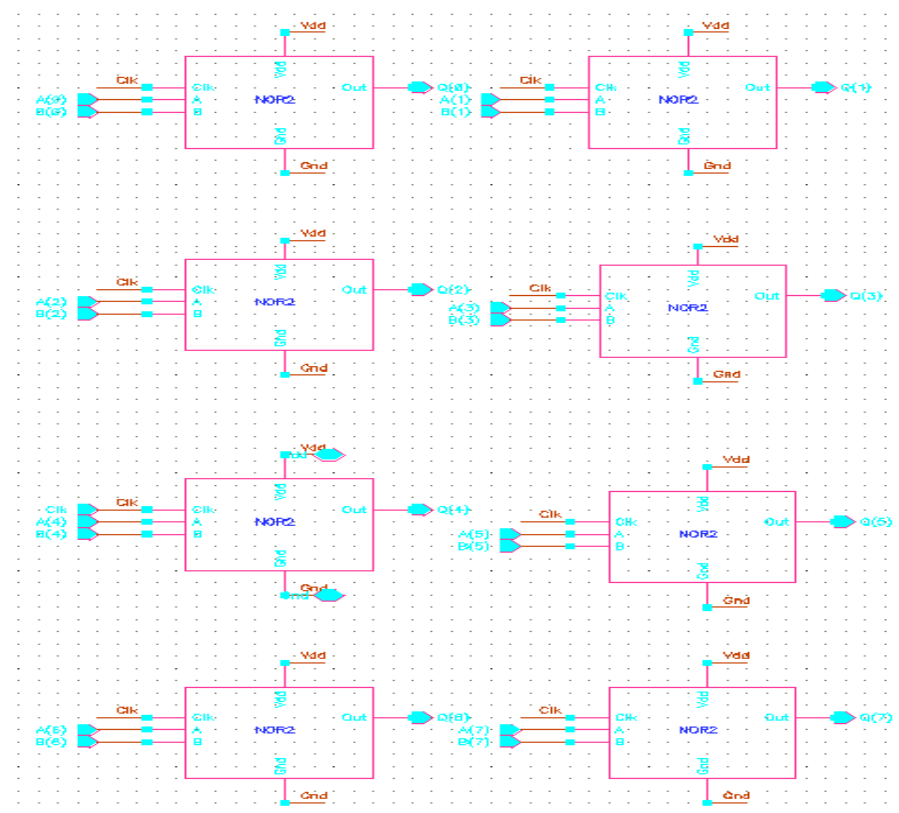 Vdd Vdd
Clk Clk Vdd Out Q(0) Clk Clk Vdd Out Q(1)
A(0) A NOR2 A(1) A NOR2
B(0) B B(1) B
Gnd Gnd
Gnd Gnd
Vdd Vdd
Clk Clk Vdd Out Q(2) Clk Clk Vdd Out Q(3)
A(2) A NOR2 A(3) A NOR2
B(2) B B(3) B
Gnd Gnd
Gnd Gnd
Vdd Vdd
Clk Clk Clk Vdd Out Q(4) Clk Clk Vdd Out Q(5)
A(4) A NOR2 A(5) A NOR2
B(4) B B(5) B
Gnd Gnd
Gnd Gnd
Vdd Vdd
Clk Clk Vdd Out Q(6) Clk Clk Vdd Out Q(7)
A(6) A NOR2 A(7) A NOR2
B(6) B B(7) B
Gnd Gnd
Gnd Gnd